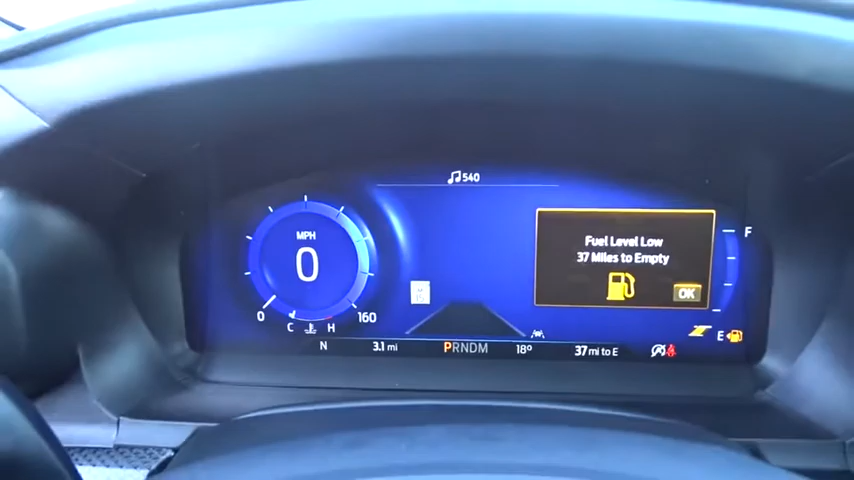 540
MPH
0
0
160
C
H
Fuel Level Low
37 Miles to Empty
OK
F
E
N
3.1 mi
PRNDM
18°
37 mi to E